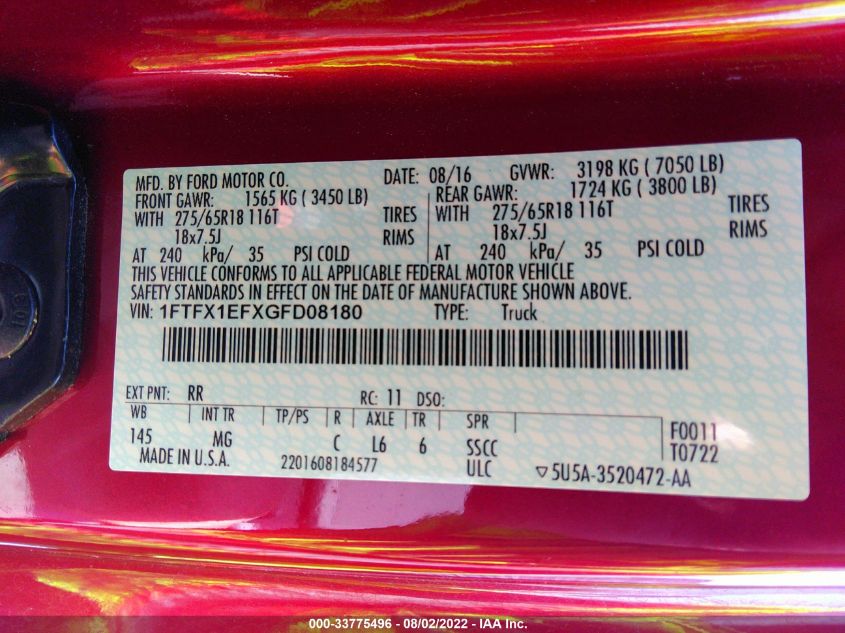 MFD. BY FORD MOTOR CO. DATE: 08/16 GVWR: 3198 KG ( 7050 LB)
FRONT GAWR: 1565 KG ( 3450 LB) REAR GAWR: 1724 KG ( 3800 LB)
WITH 275/65R18 116T TIRES WITH 275/65R18 116T TIRES
18x7.5J RIMS 18x7.5J RIMS
AT 240 kPa/ 35 PSI COLD AT 240 kPa/ 35 PSI COLD
THIS VEHICLE CONFORMS TO ALL APPLICABLE FEDERAL MOTOR VEHICLE
SAFETY STANDARDS IN EFFECT ON THE DATE OF MANUFACTURE SHOWN ABOVE.
VIN: 1FTFX1EFXGFD08180 TYPE: Truck
EXT PNT: RR RC: 11 DSO:
WB INT TR TP/PS R AXLE TR SPR F0011
145 MG C L6 6 SSCC T0722
MADE IN U.S.A. 2201608184577 ULC ▽5U5A-3520472-AA
000-33775496 - 08/02/2022 - IAA Inc.